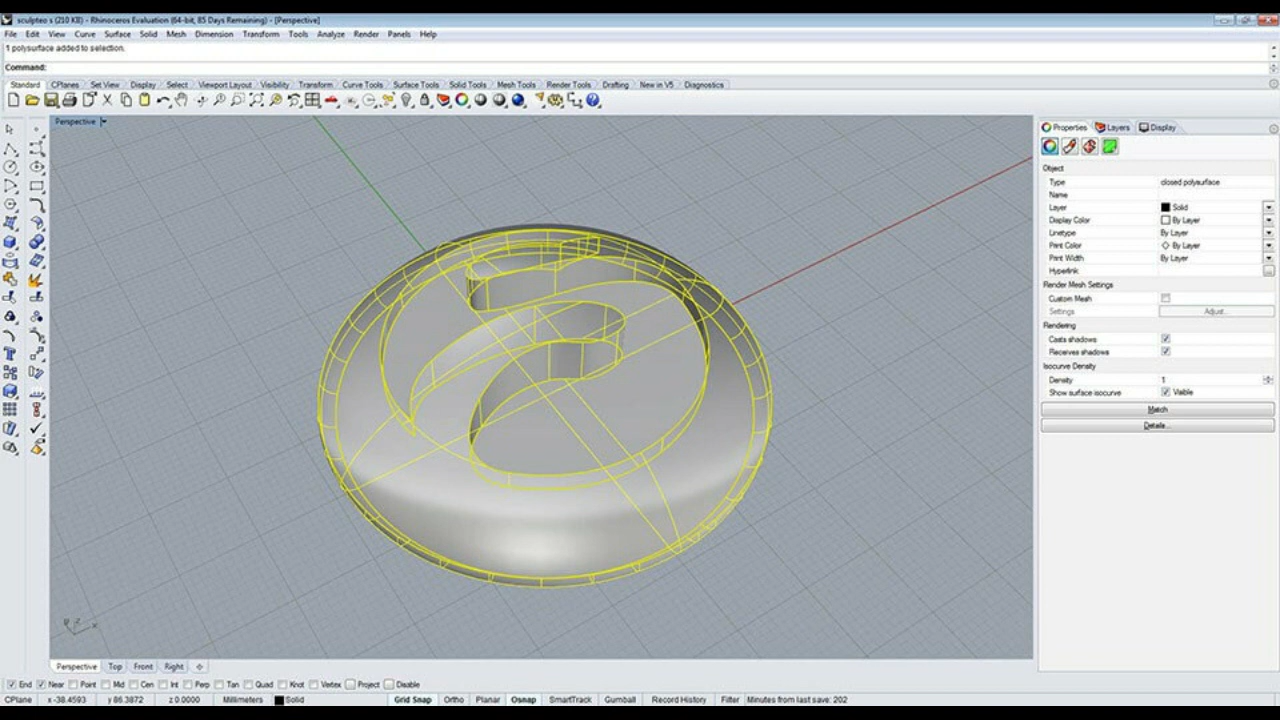 sculpteo s (210 KB) - Rhinoceros Evaluation (64-bit, 85 Days Remaining) - [Perspective]
File Edit View Curve Surface Solid Mesh Dimension Transform Tools Analyze Render Panels Help
1 polysurface added to selection.
Command:
Standard CPlanes Set View Display Select Viewport Layout Visibility Transform Curve Tools Surface Tools Solid Tools Mesh Tools Render Tools Drafting New in V5 Diagnostics
Perspective
Properties Layers Display
Object
Type closed polysurface
Name
Layer Solid
Display Color By Layer
Linetype By Layer
Print Color By Layer
Print Width By Layer
Hyperlink
Render Mesh Settings
Custom Mesh
Settings Adjust...
Rendering
Casts shadows
Receives shadows
Isocurve Density
Density 1
Show surface isocurve Visible
Match
Details...
z x
Perspective Top Front Right
End Near Point Mid Cen Int Perp Tan Quad Knot Vertex Project Disable
CPlane x -38.4593 y 86.3872 z 0.0000 Millimeters Solid Grid Snap Ortho Planar Osnap SmartTrack Gumball Record History Filter Minutes from last save: 202